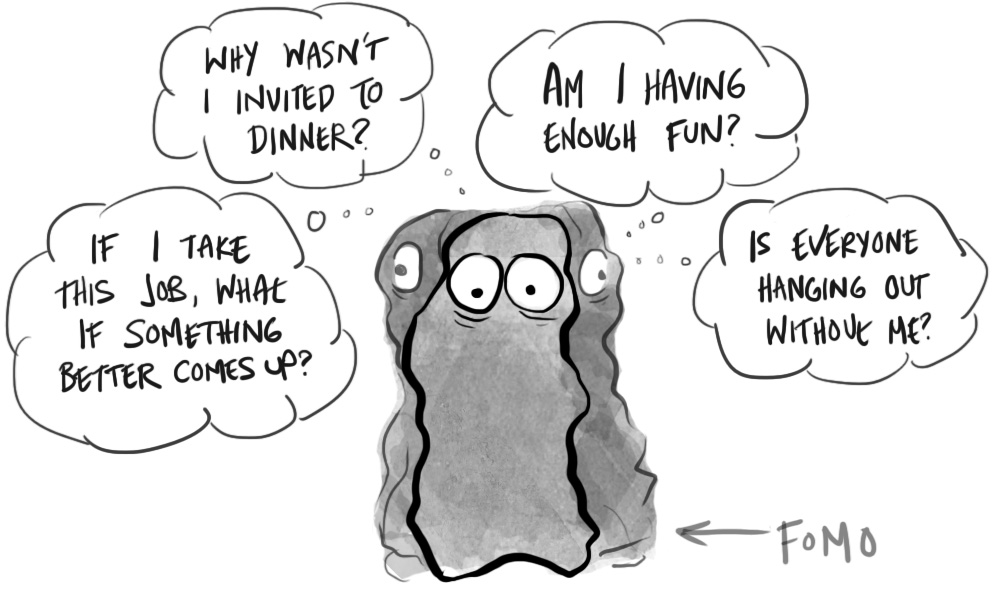 WHY WASN'T
I INVITED TO
DINNER?
AM I HAVING
ENOUGH FUN?
IF I TAKE
THIS JOB, WHAT
IF SOMETHING
BETTER COMES UP?
IS EVERYONE
HANGING OUT
WITHOUT ME?
FOMO